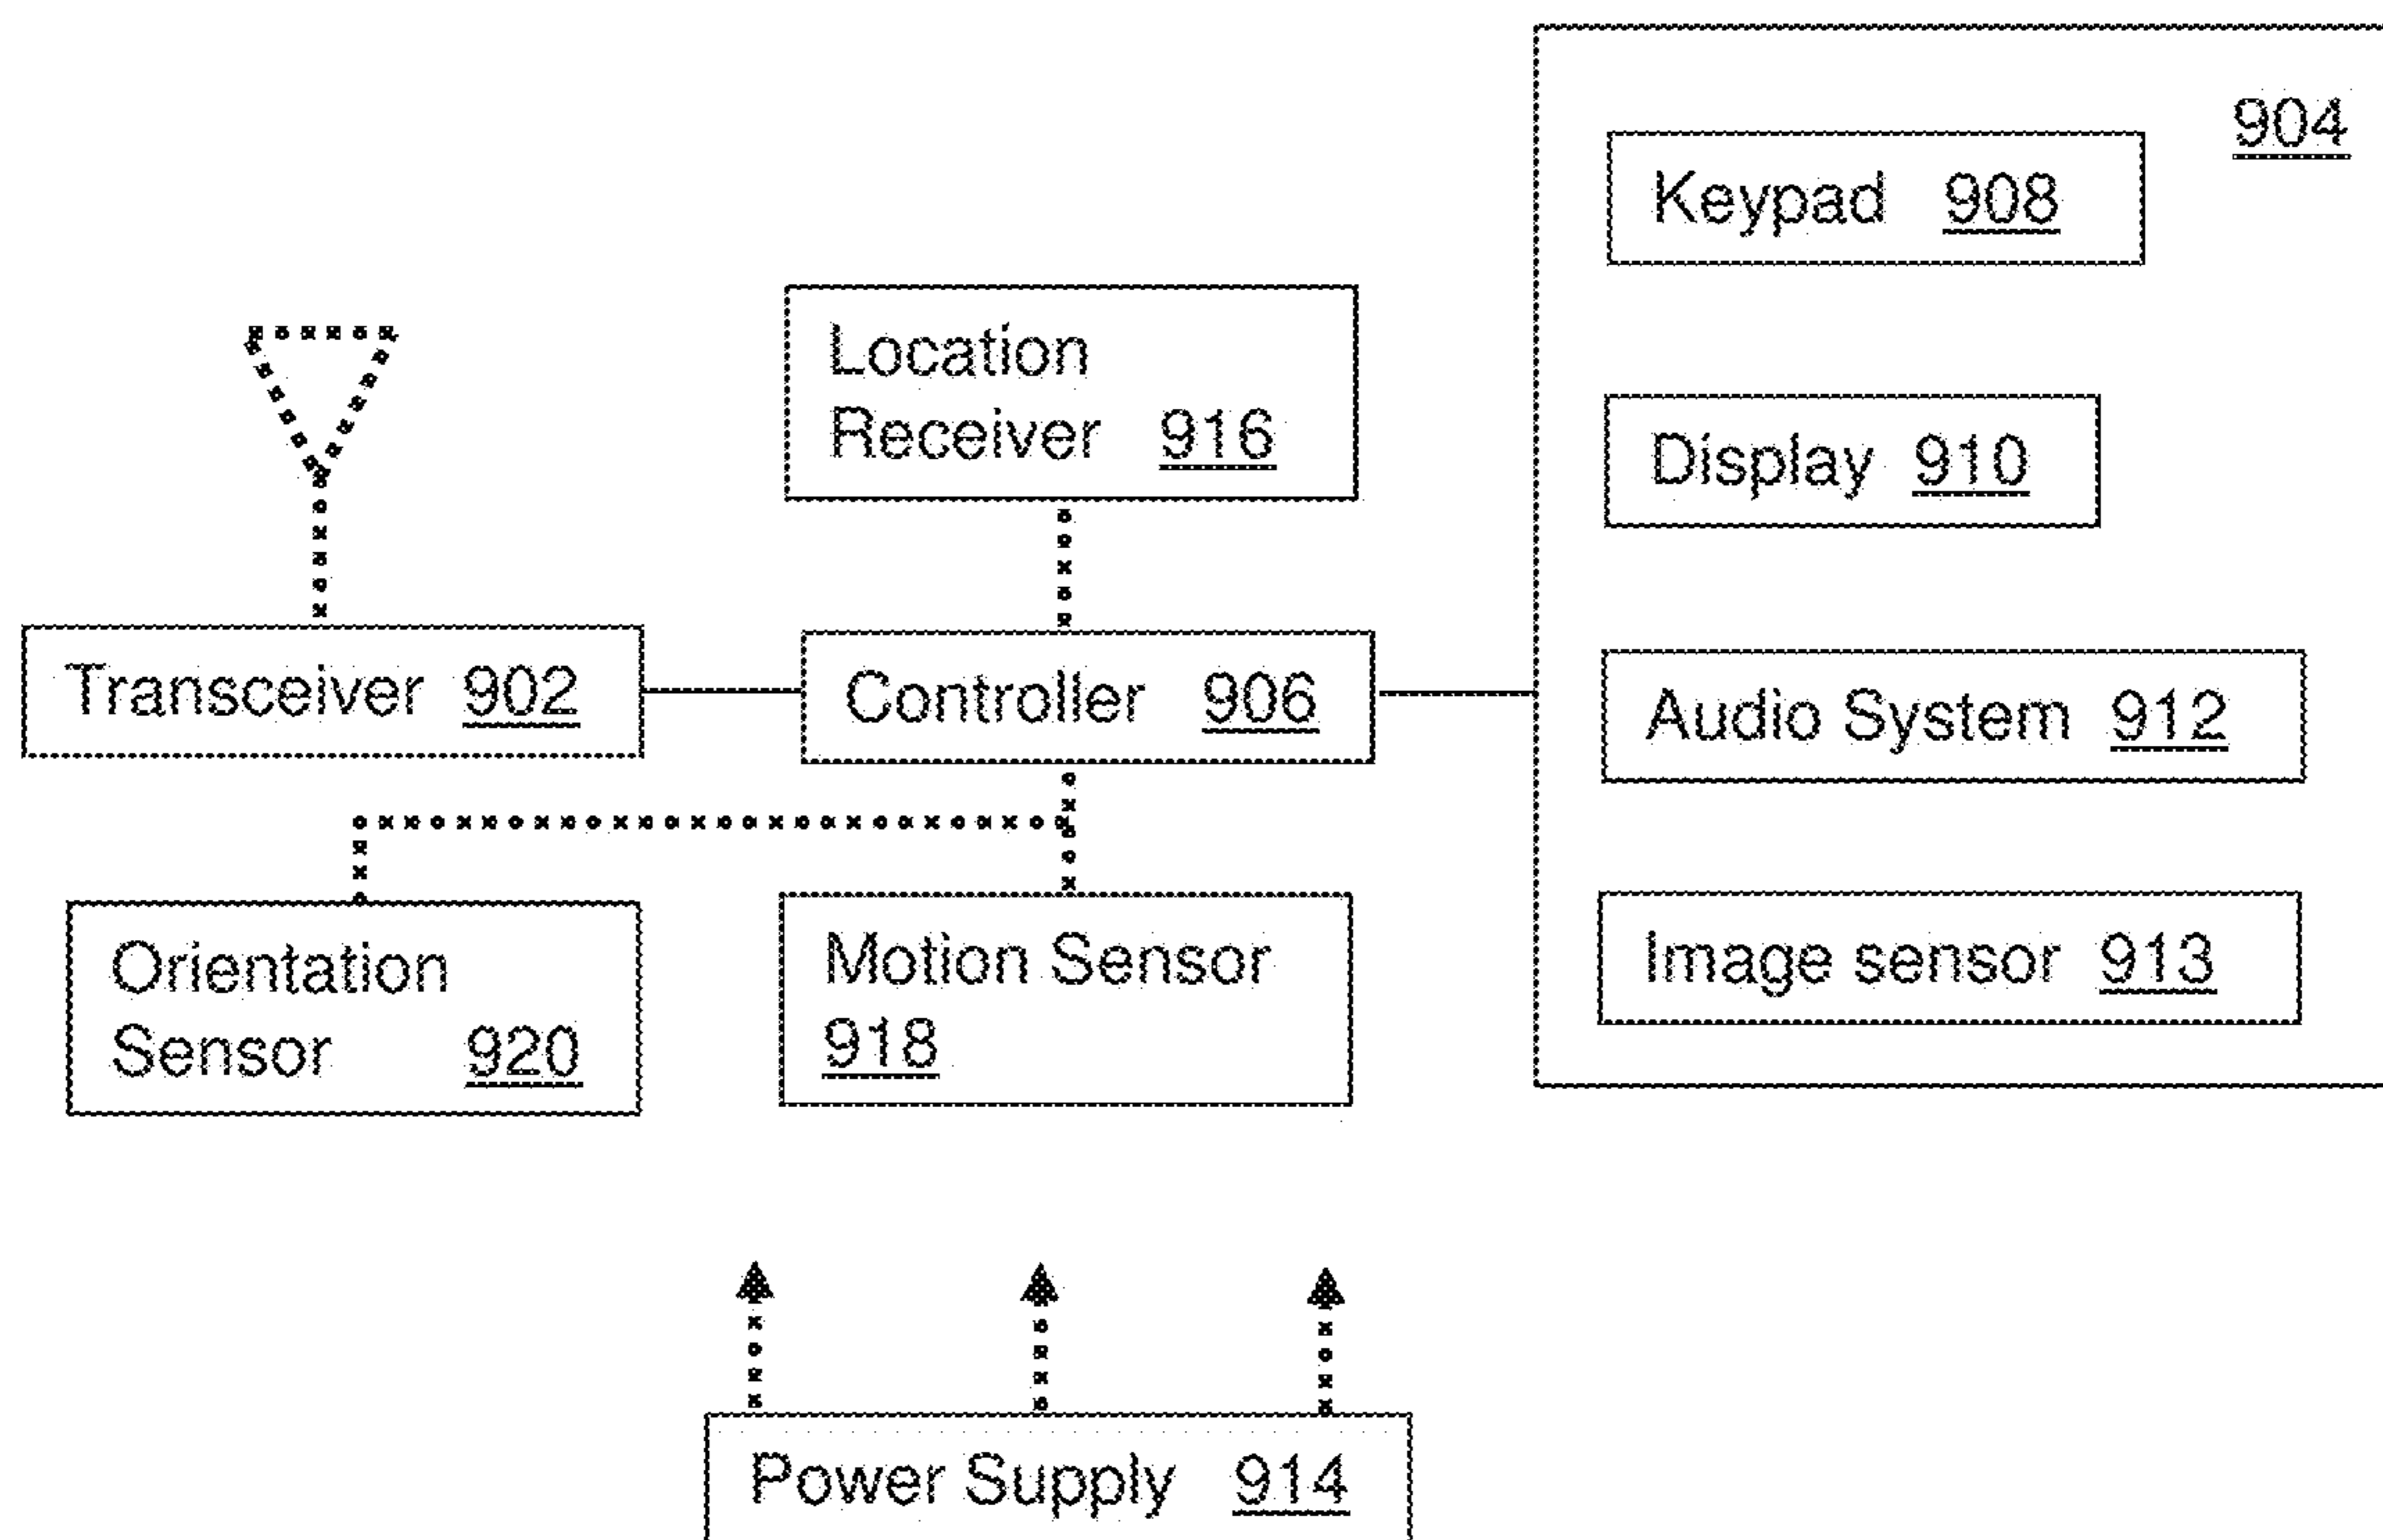 904
Keypad 908
Location
Receiver 916
Display 910
Transceiver 902
Controller 906
Audio System 912
Orientation
Sensor 920
Motion Sensor
918
Image sensor 913
Power Supply 914